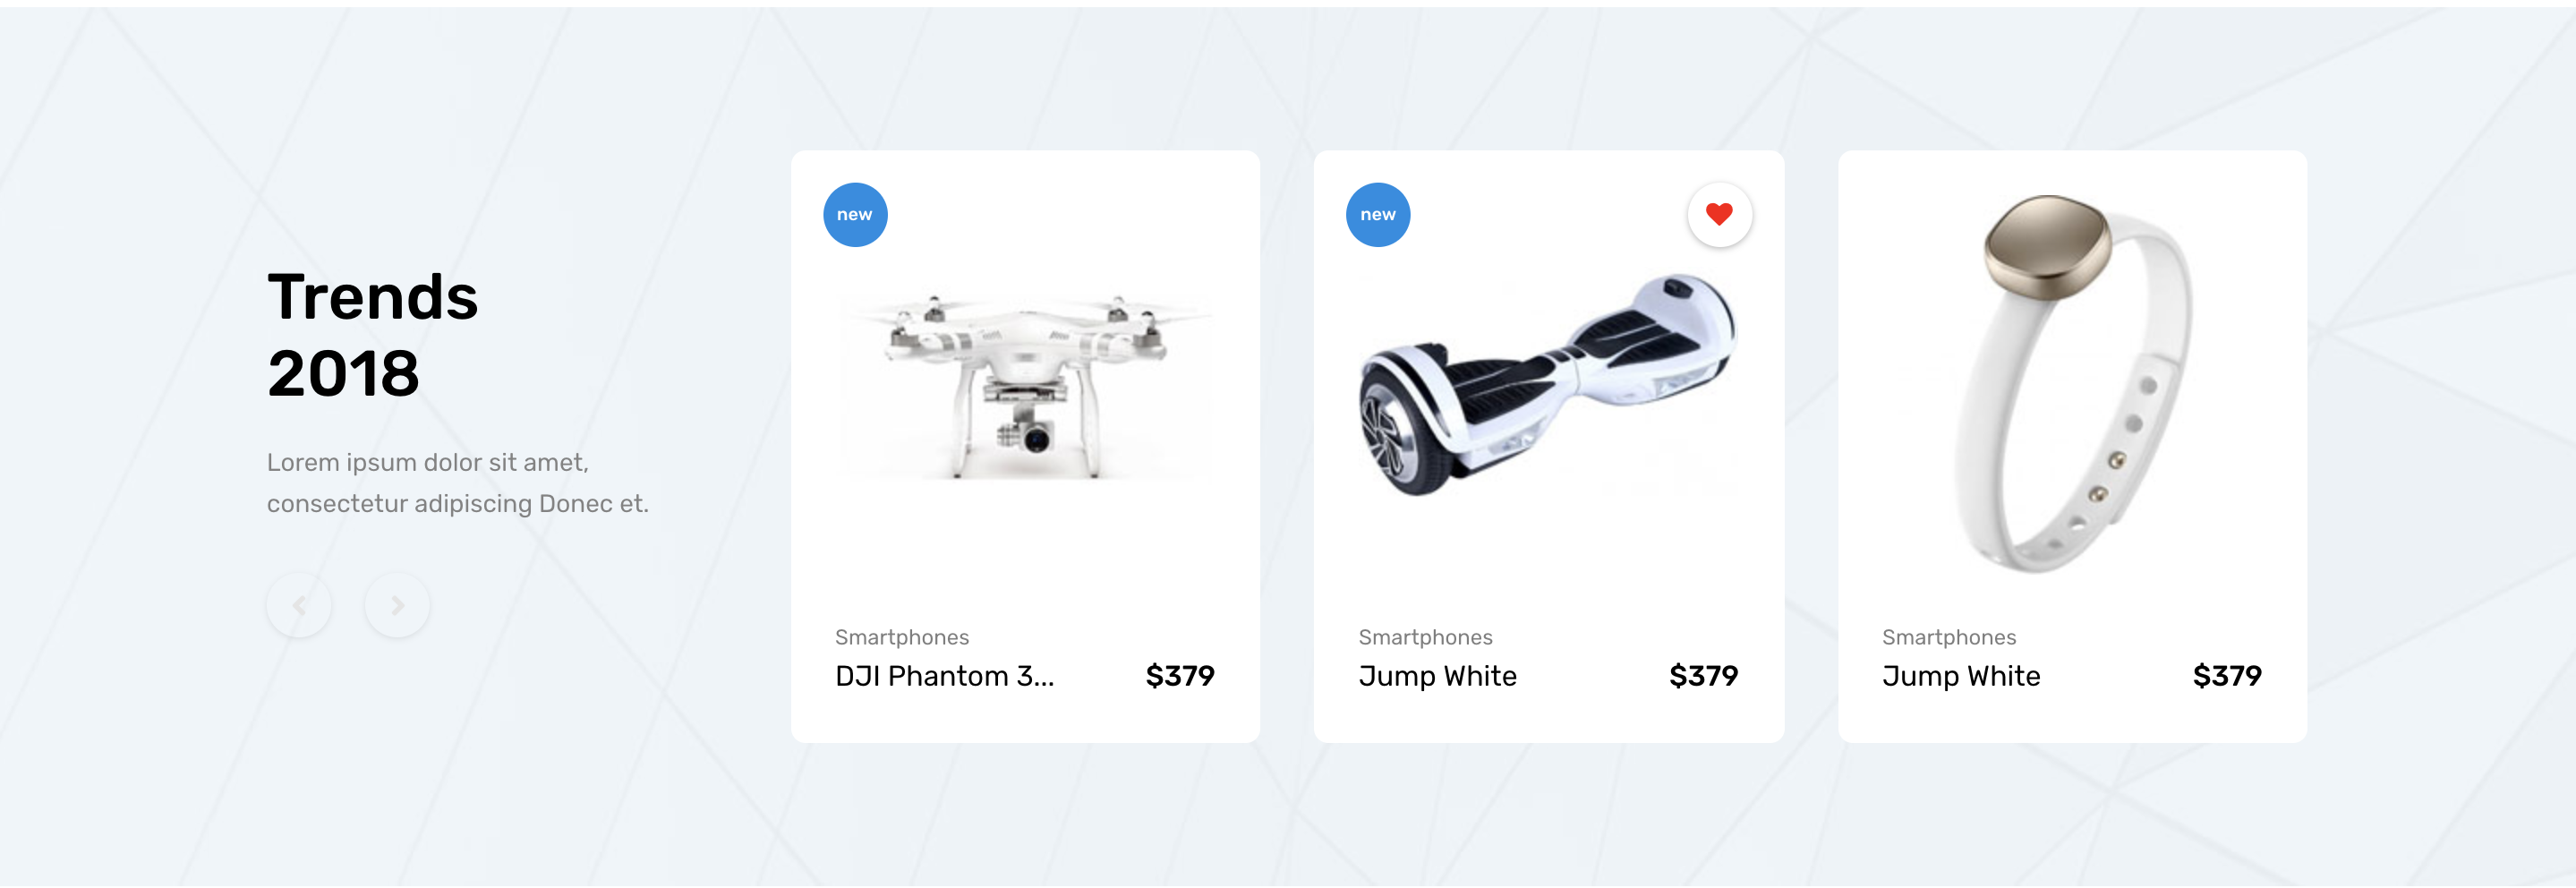 Trends
2018
Lorem ipsum dolor sit amet,
consectetur adipiscing Donec et.
new
Smartphones
DJI Phantom 3... $379
new
Smartphones
Jump White $379
Smartphones
Jump White $379